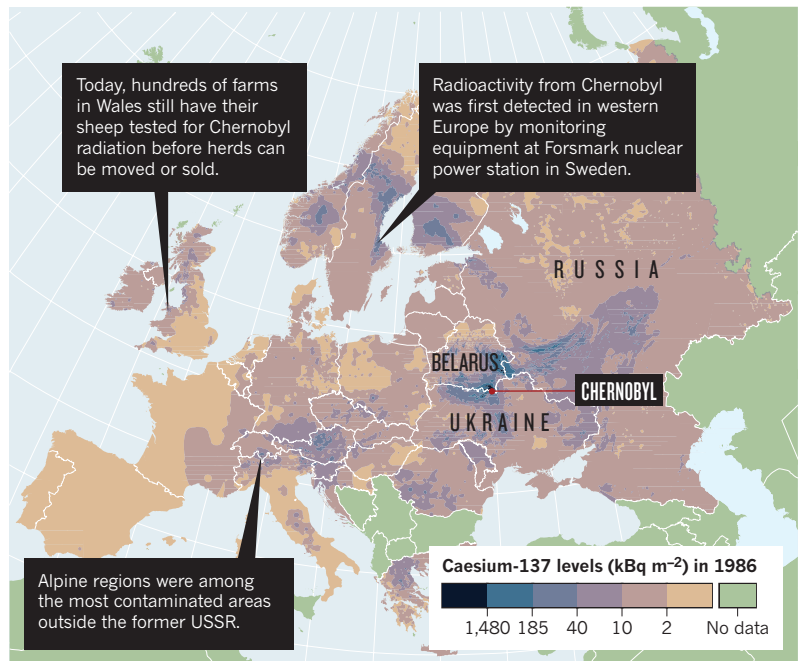 Today, hundreds of farms
in Wales still have their
sheep tested for Chernobyl
radiation before herds can
be moved or sold.
Radioactivity from Chernobyl
was first detected in western
Europe by monitoring
equipment at Forsmark nuclear
power station in Sweden.
RUSSIA
BELARUS
CHERNOBYL
UKRAINE
Alpine regions were among
the most contaminated areas
outside the former USSR.
Caesium-137 levels (kBq m⁻²) in 1986
1,480 185 40 10 2 No data